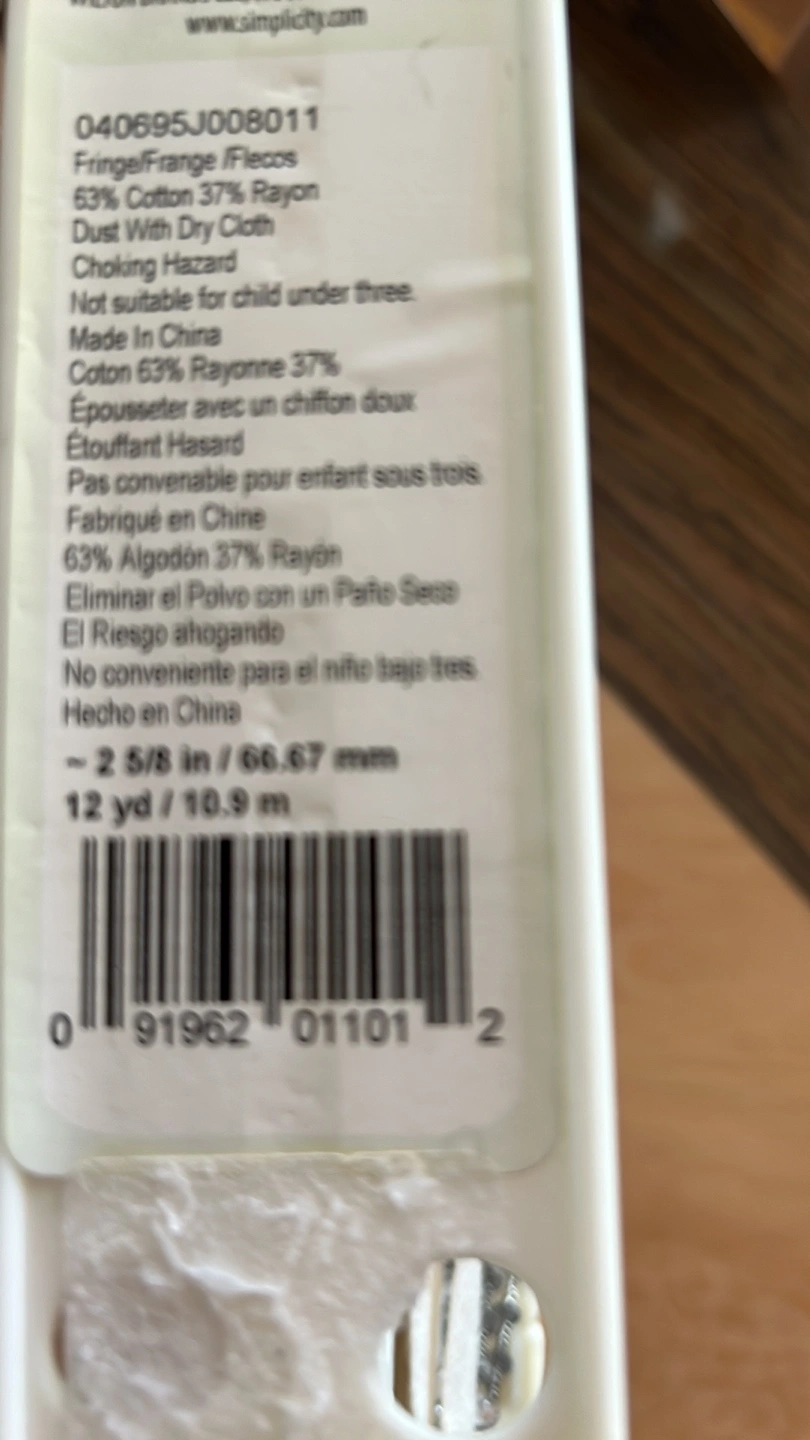 www.simplicity.com
040695J008011
Fringe/Frange /Flecos
63% Cotton 37% Rayon
Dust With Dry Cloth
Choking Hazard
Not suitable for child under three.
Made In China
Coton 63% Rayonne 37%
Épousseter avec un chiffon doux
Étouffant Hasard
Pas convenable pour enfant sous trois.
Fabriqué en Chine
63% Algodón 37% Rayón
Eliminar el Polvo con un Paño Seco
El Riesgo ahogando
No conveniente para el niño bajo tres.
Hecho en China
~ 2 5/8 in / 66.67 mm
12 yd / 10.9 m
0 91962 01101 2